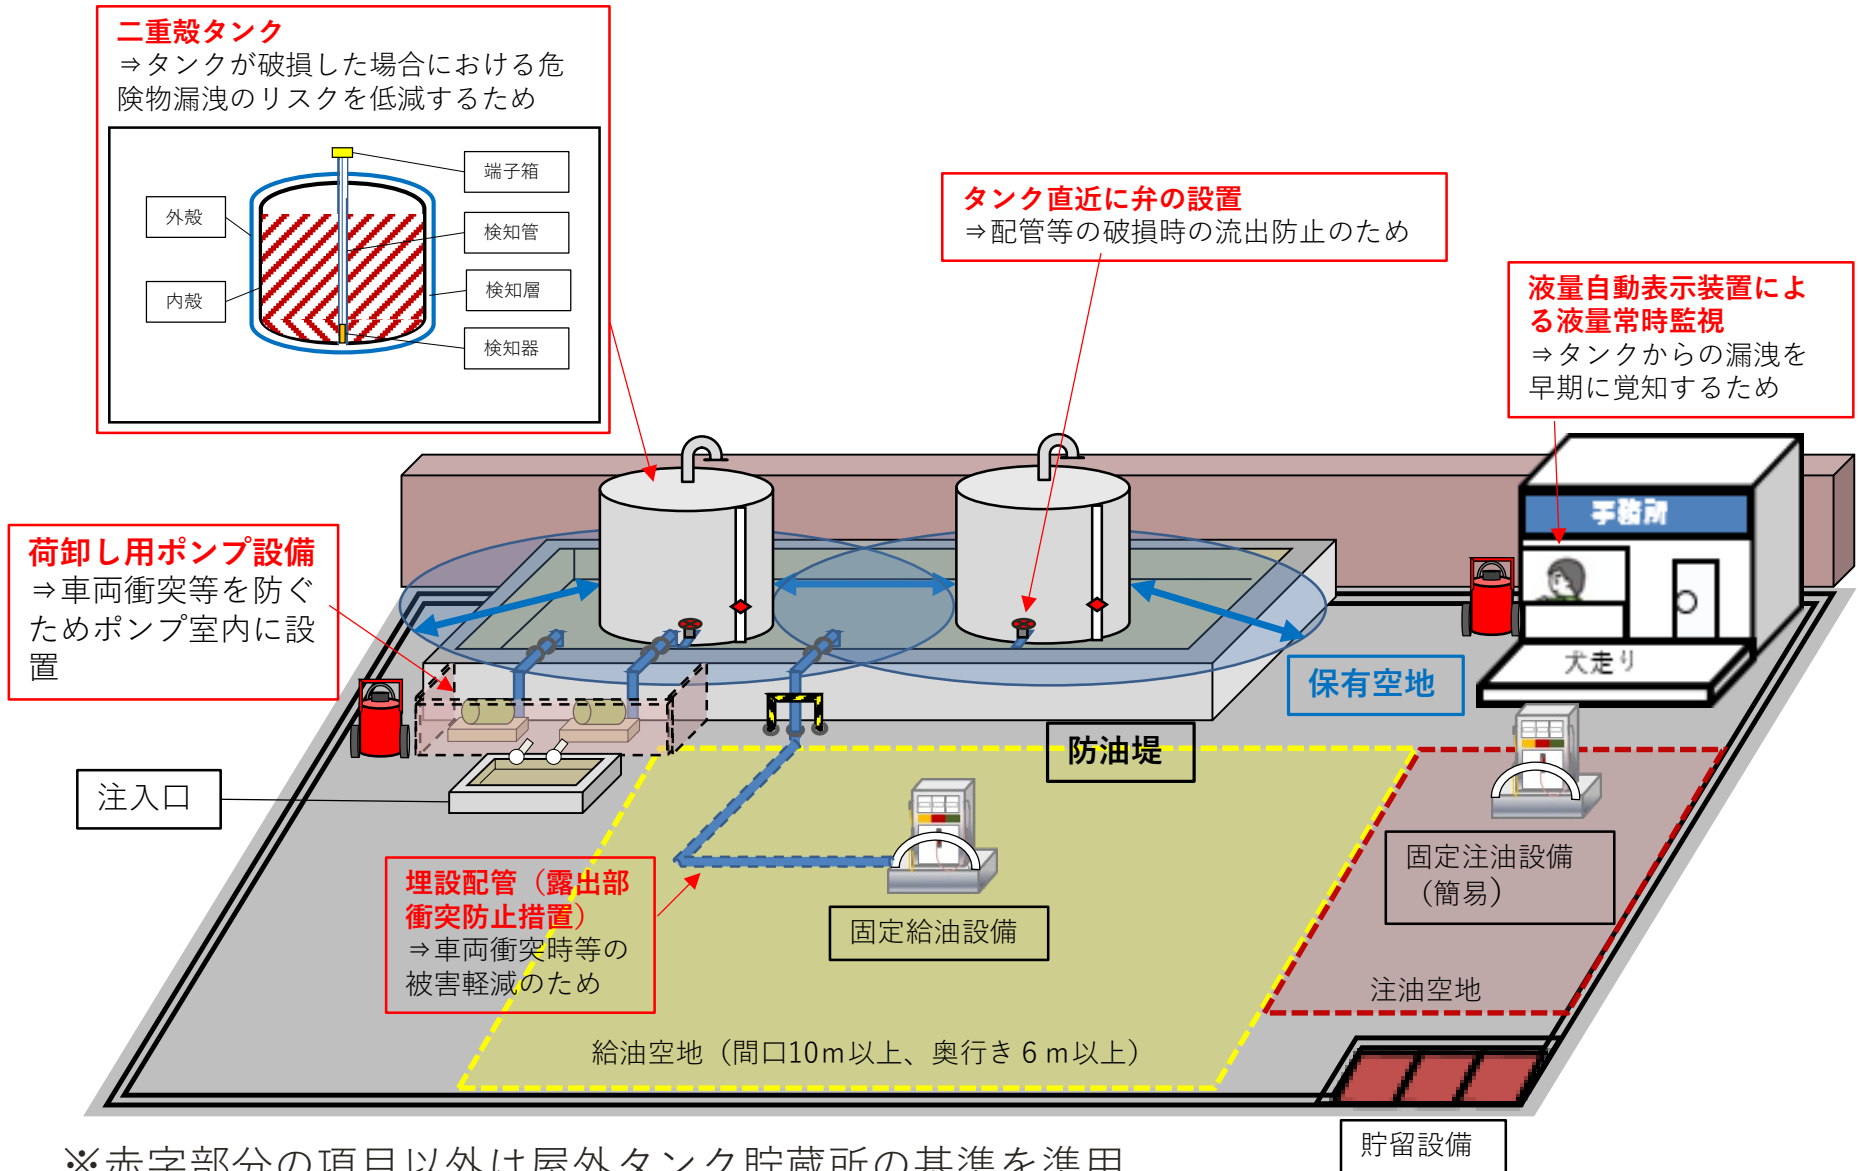 二重殻タンク
⇒タンクが破損した場合における危
険物漏洩のリスクを低減するため
端子箱
外殻
検知管
内殻
検知層
検知器
タンク直近に弁の設置
⇒配管等の破損時の流出防止のため
液量自動表示装置によ
る液量常時監視
⇒タンクからの漏洩を
早期に覚知するため
事務所
荷卸し用ポンプ設備
⇒車両衝突等を防ぐ
ためポンプ室内に設
置
犬走り
保有空地
防油堤
注入口
固定注油設備
（簡易）
埋設配管（露出部
衝突防止措置）
⇒車両衝突時等の
被害軽減のため
固定給油設備
注油空地
給油空地（間口10ｍ以上、奥行き６ｍ以上）
貯留設備
※赤字部分の項目以外は屋外タンク貯蔵所の基準を準用